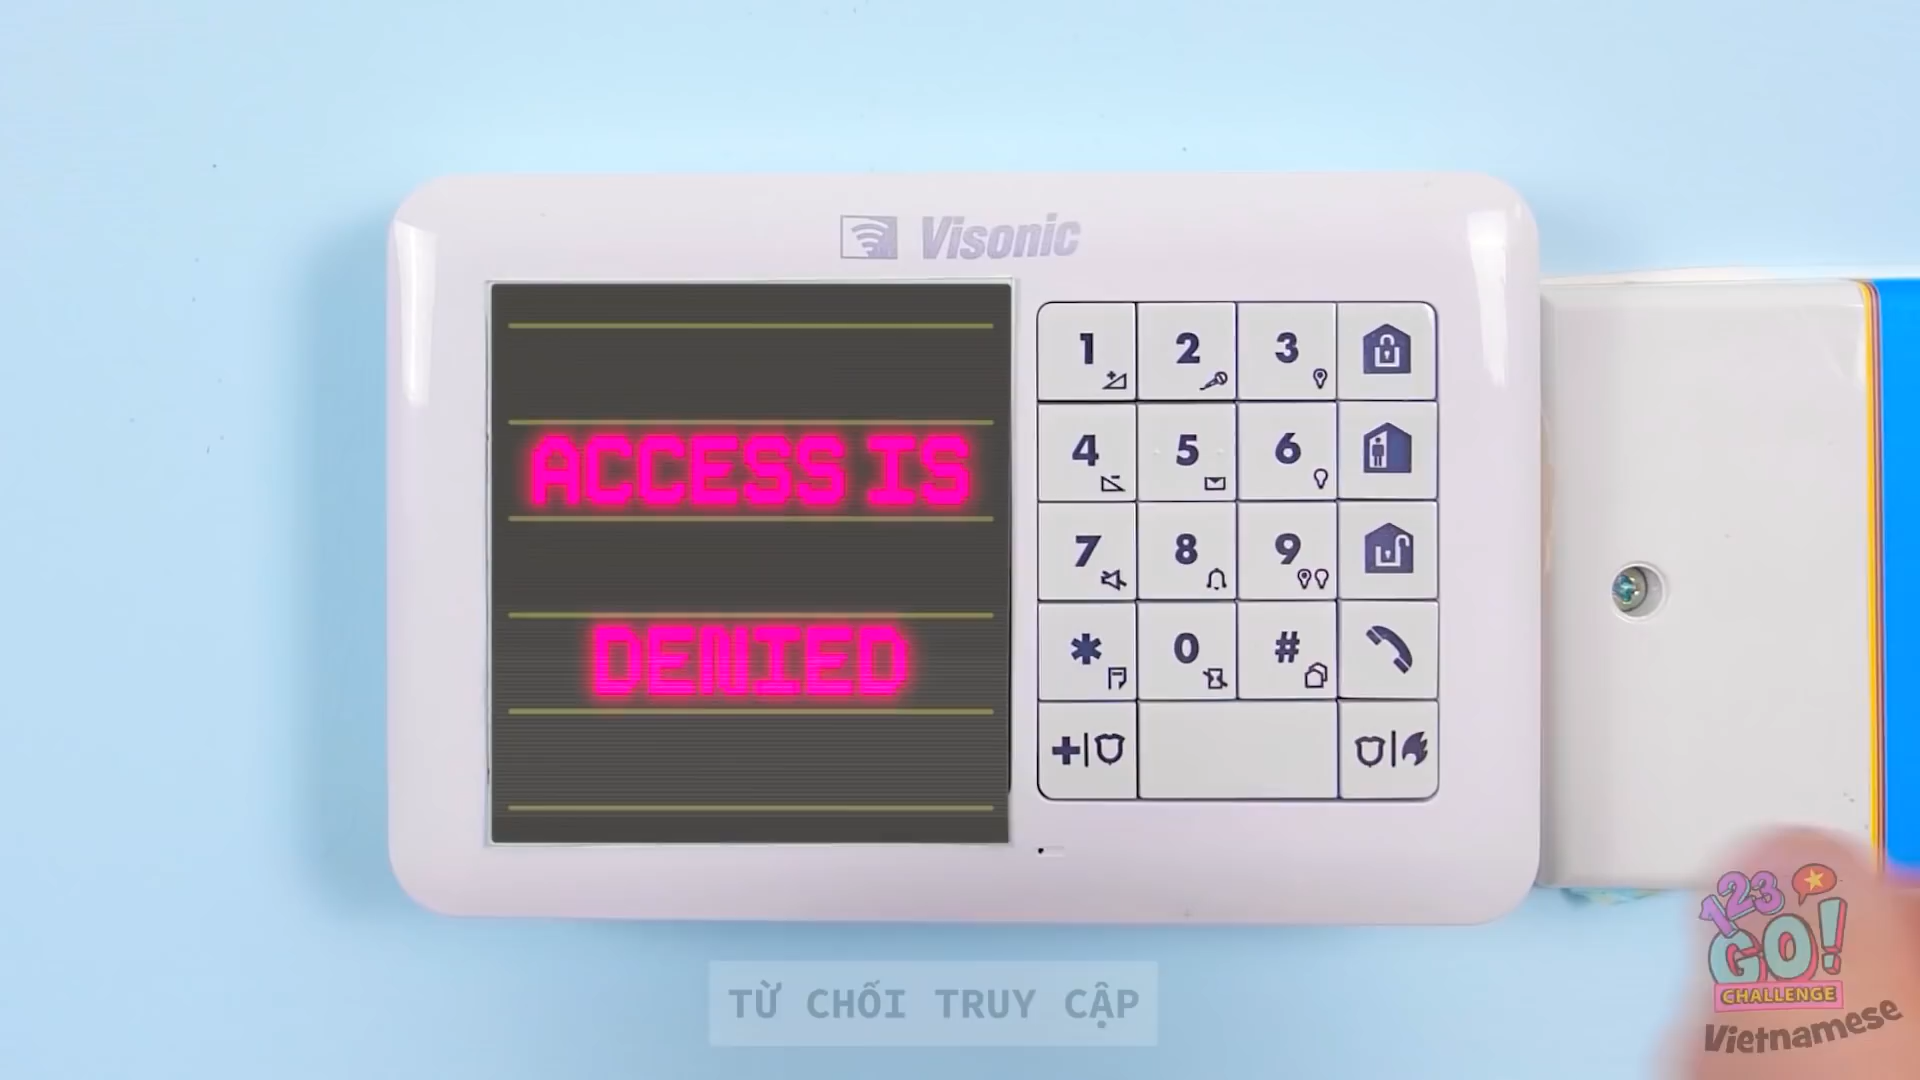 Visonic
ACCESS IS
DENIED
1 2 3
4 5 6
7 8 9
* 0 #
TỪ CHỐI TRUY CẬP
123
GO!
CHALLENGE
Vietnamese